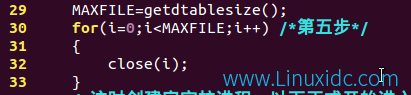 29 MAXFILE=getdtablesize();
30 for(i=0;i<MAXFILE;i++) /*第五步*/
31 {
32 close(i);
33 }
www.Linuxidc.com